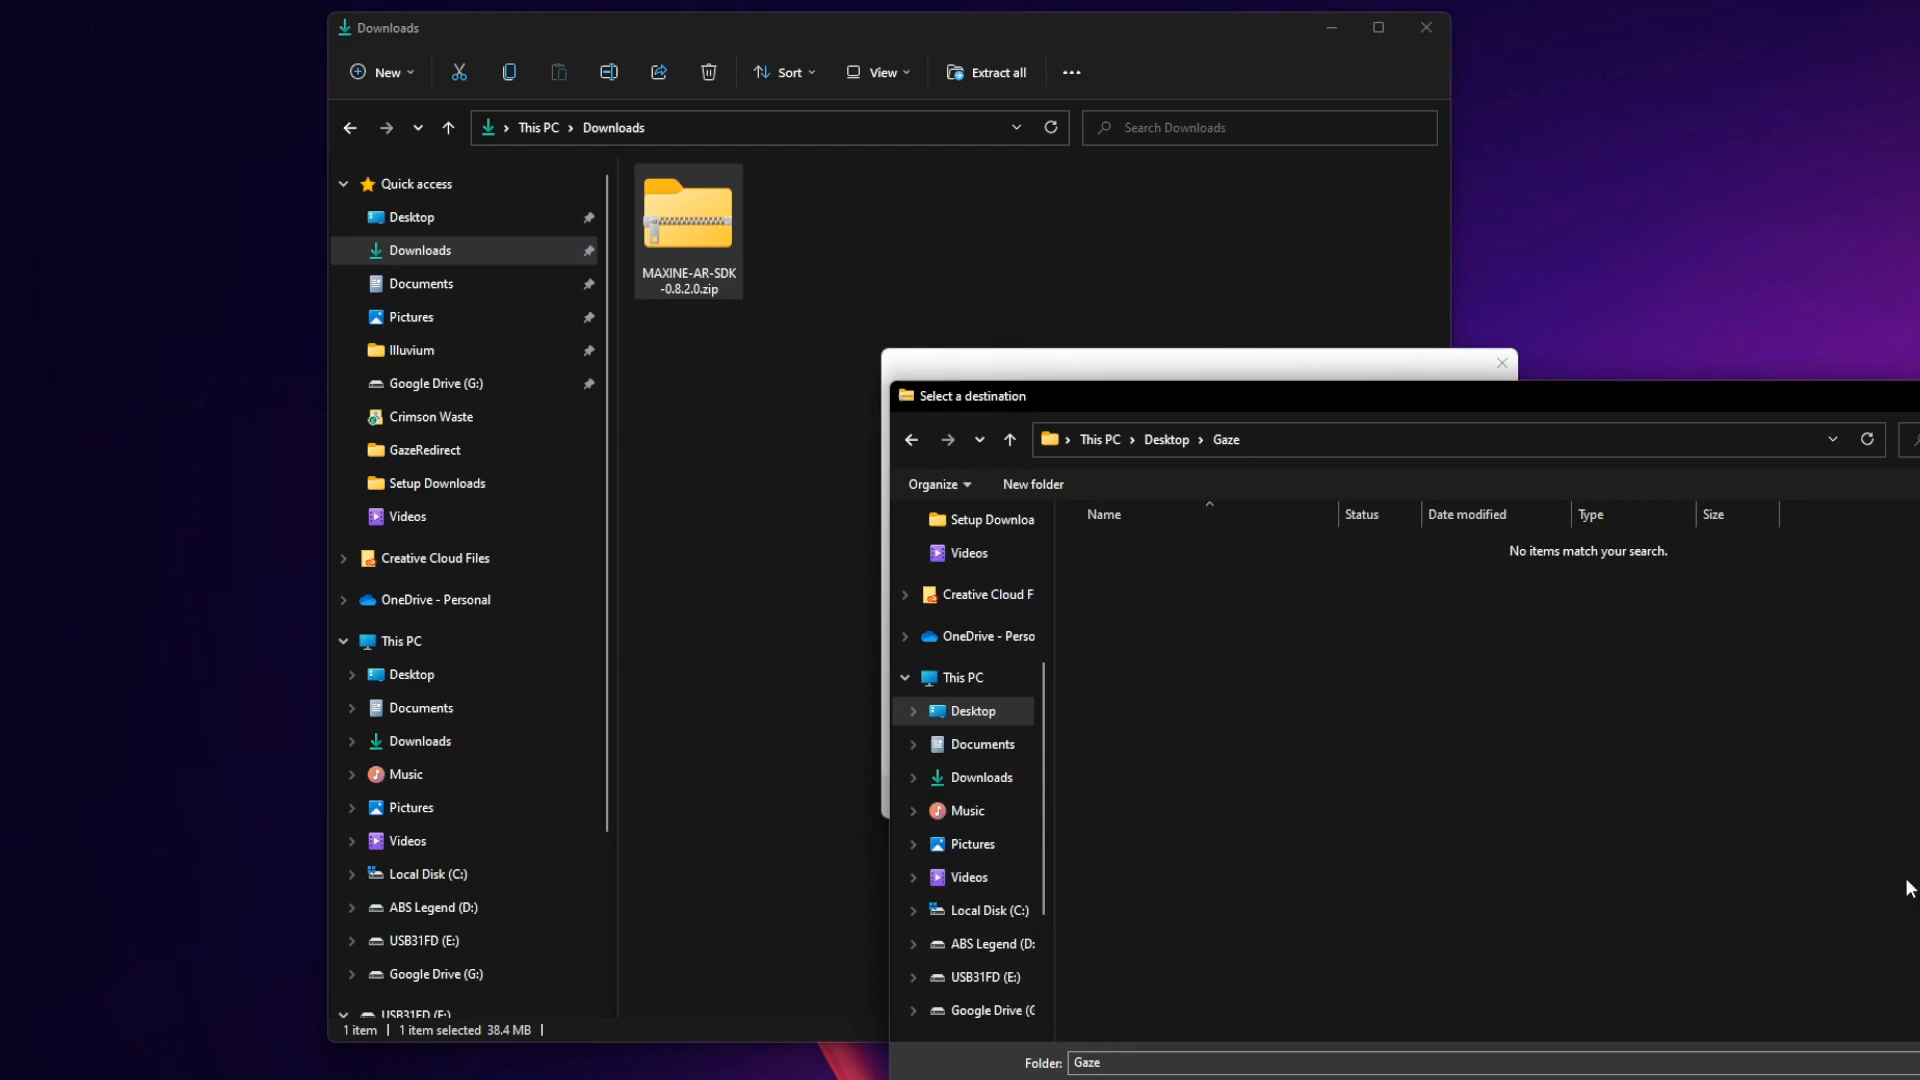 Downloads
New
Sort
View
Extract all
This PC
Downloads
Search Downloads
Quick access
Desktop
Downloads
Documents
Pictures
Illuvium
Google Drive (G:)
Crimson Waste
GazeRedirect
Setup Downloads
Videos
Creative Cloud Files
OneDrive - Personal
This PC
Desktop
Documents
Downloads
Music
Pictures
Videos
Local Disk (C:)
ABS Legend (D:)
USB31FD (E:)
Google Drive (G:)
USB31FD (E:)
MAXINE-AR-SDK
-0.8.2.0.zip
1 item
1 item selected 38.4 MB
Select a destination
This PC
Desktop
Gaze
Organize
New folder
Name
Status
Date modified
Type
Size
No items match your search.
Setup Downloa
Videos
Creative Cloud F
OneDrive - Perso
This PC
Desktop
Documents
Downloads
Music
Pictures
Videos
Local Disk (C:)
ABS Legend (D:
USB31FD (E:)
Google Drive (G
Folder:
Gaze